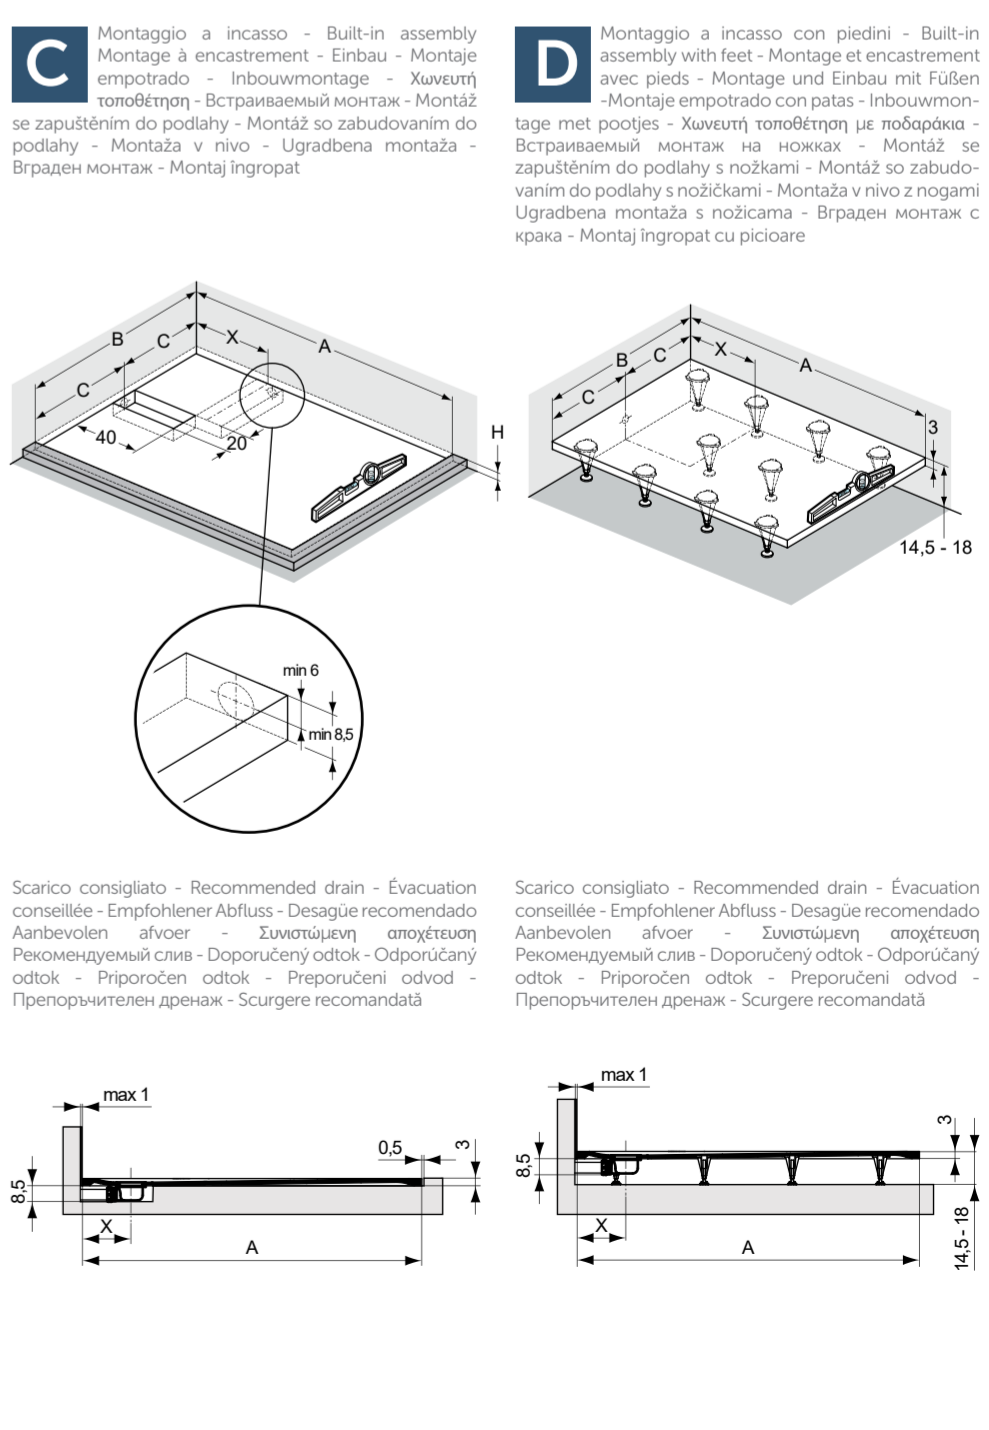 C
Montaggio a incasso - Built-in assembly
Montage à encastrement - Einbau - Montaje
empotrado - Inbouwmontage - Χωνευτή
τοποθέτηση - Встраиваемый монтаж - Montáž
se zapuštěním do podlahy - Montáž so zabudovaním do
podlahy - Montaža v nivo - Ugradbena montaža -
Вграден монтаж - Montaj îngropat
D
Montaggio a incasso con piedini - Built-in
assembly with feet - Montage et encastrement
avec pieds - Montage und Einbau mit Füßen
-Montaje empotrado con patas - Inbouwmon-
tage met pootjes - Χωνευτή τοποθέτηση με ποδαράκια -
Встраиваемый монтаж на ножках - Montáž se
zapuštěním do podlahy s nožkami - Montáž so zabudo-
vaním do podlahy s nožičkami - Montaža v nivo z nogami
Ugradbena montaža s nožicama - Вграден монтаж с
крака - Montaj îngropat cu picioare
B
C
X
A
C
40
20
H
min 6
min 8,5
B
C
X
A
C
3
14,5 - 18
Scarico consigliato - Recommended drain - Évacuation
conseillée - Empfohlener Abfluss - Desagüe recomendado
Aanbevolen afvoer - Συνιστώμενη αποχέτευση
Рекомендуемый слив - Doporučený odtok - Odporúčaný
odtok - Priporočen odtok - Preporučeni odvod -
Препоръчителен дренаж - Scurgere recomandată
Scarico consigliato - Recommended drain - Évacuation
conseillée - Empfohlener Abfluss - Desagüe recomendado
Aanbevolen afvoer - Συνιστώμενη αποχέτευση
Рекомендуемый слив - Doporučený odtok - Odporúčaný
odtok - Priporočen odtok - Preporučeni odvod -
Препоръчителен дренаж - Scurgere recomandată
max 1
0,5
3
8,5
X
A
max 1
3
8,5
X
A
14,5 - 18